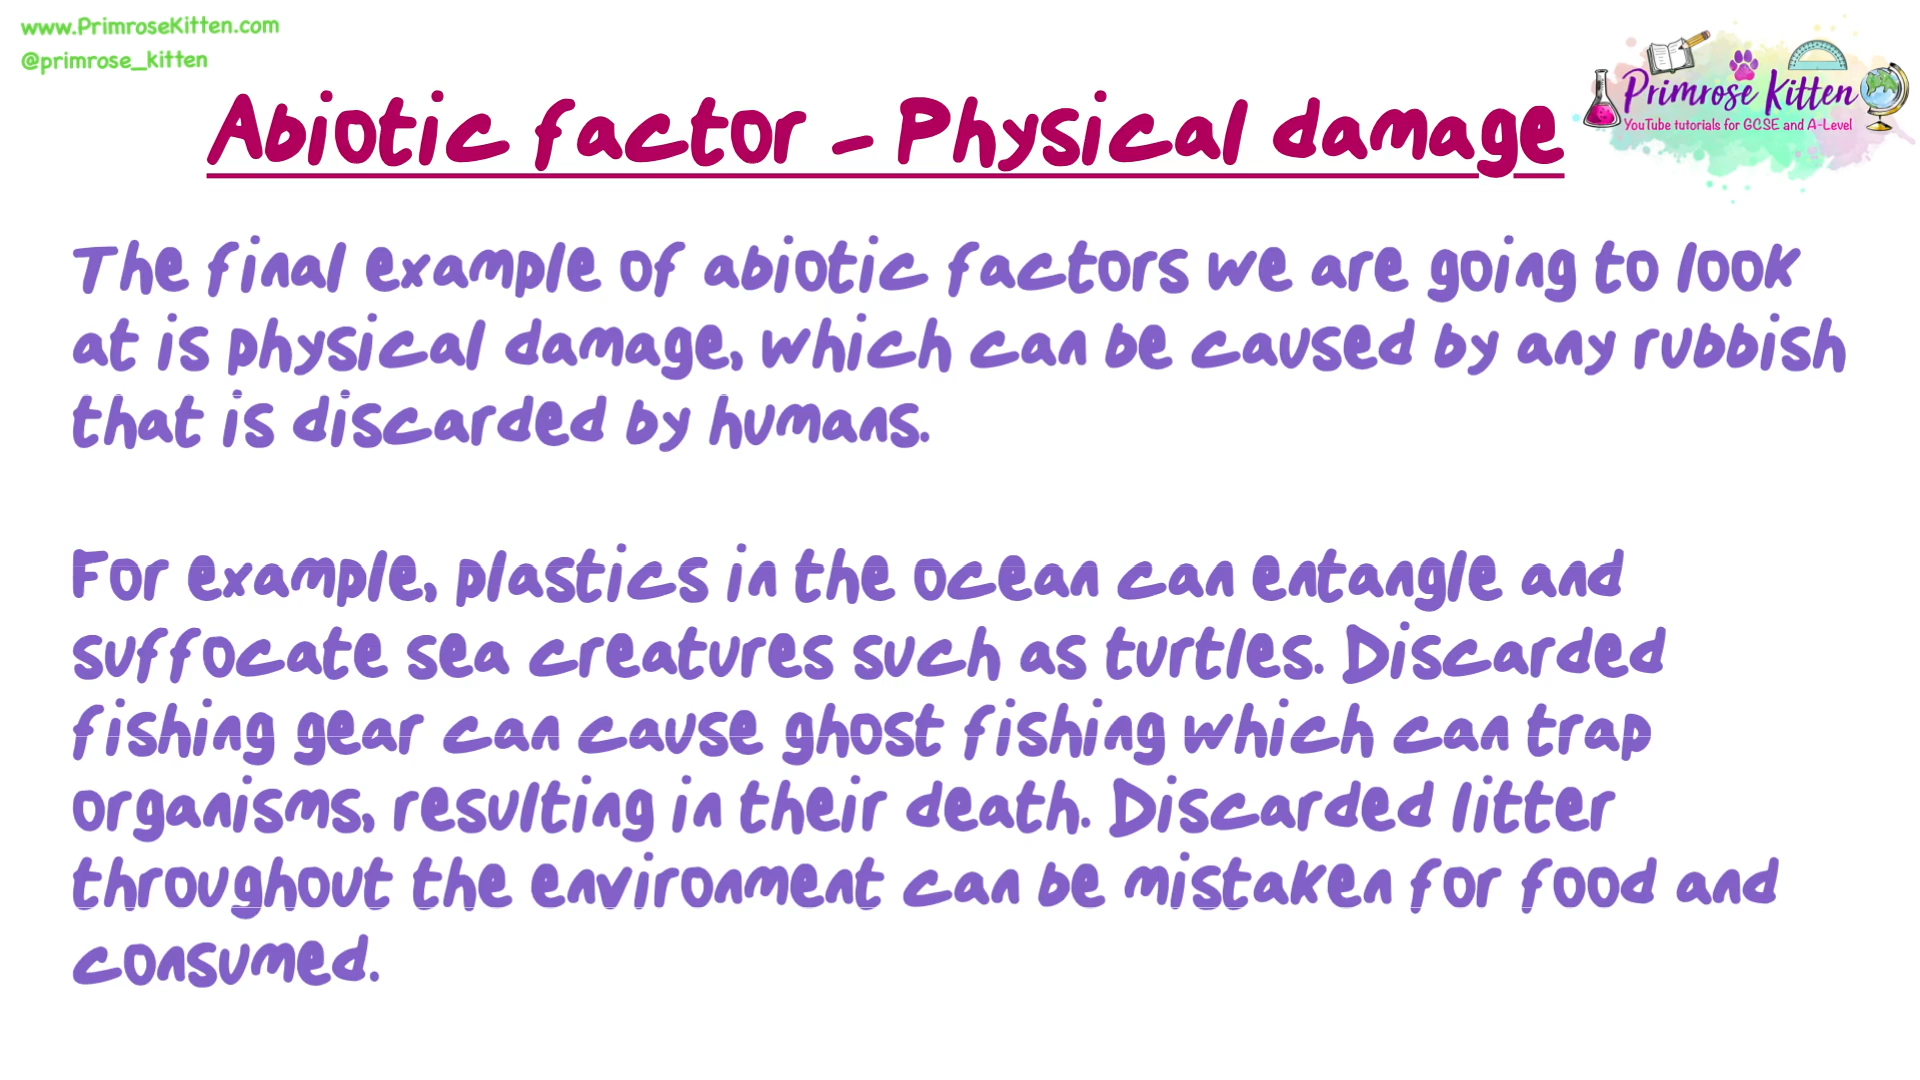 www.PrimroseKitten.com
@primrose_kitten
Primrose Kitten
YouTube tutorials for GCSE and A-Level
Abiotic factor - Physical damage
The final example of abiotic factors we are going to look
at is physical damage, which can be caused by any rubbish
that is discarded by humans.
For example, plastics in the ocean can entangle and
suffocate sea creatures such as turtles. Discarded
fishing gear can cause ghost fishing which can trap
organisms, resulting in their death. Discarded litter
throughout the environment can be mistaken for food and
consumed.